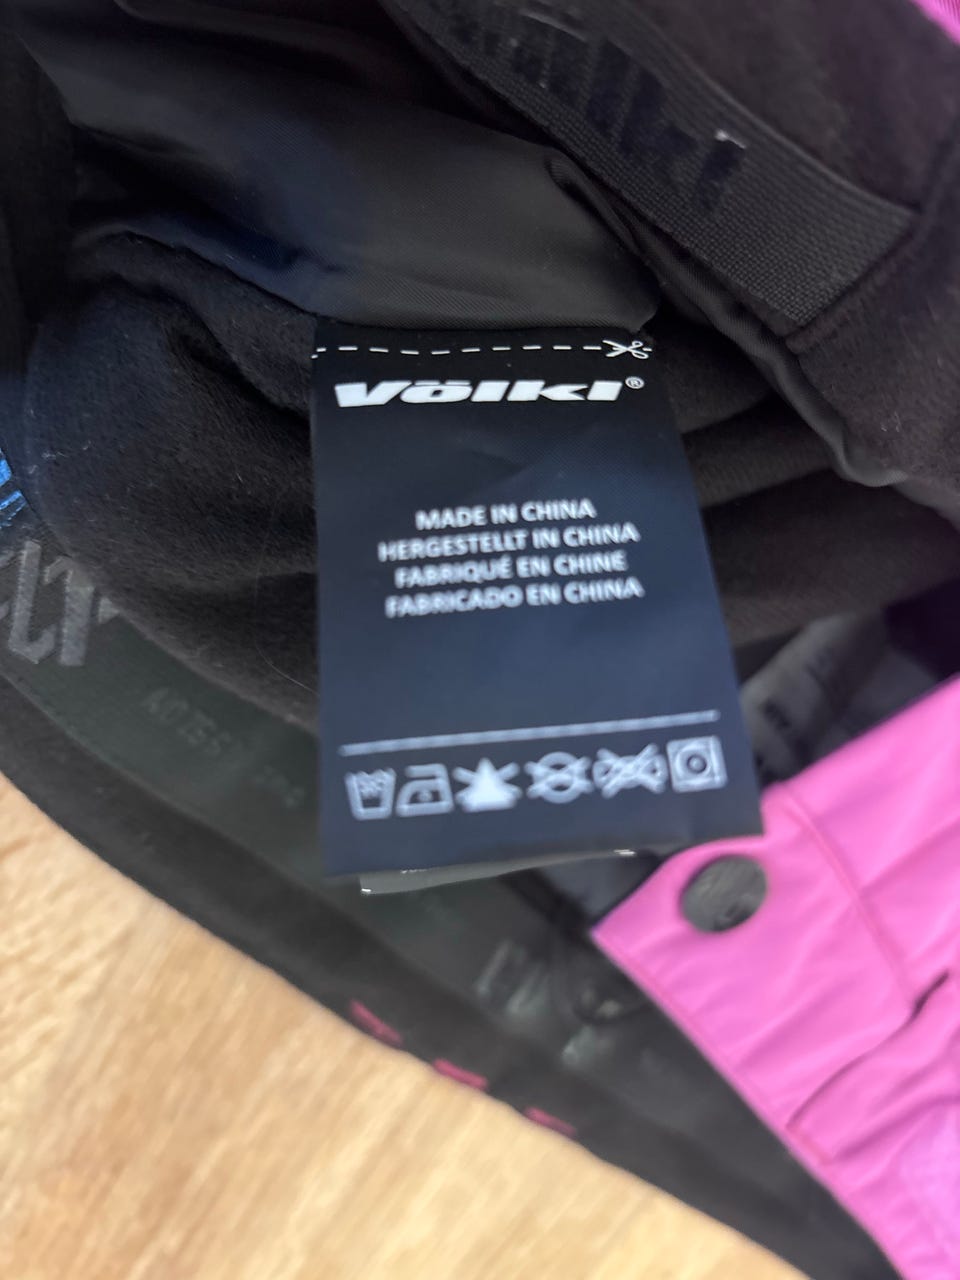 Völkl®
MADE IN CHINA
HERGESTELLT IN CHINA
FABRIQUÉ EN CHINE
FABRICADO EN CHINA